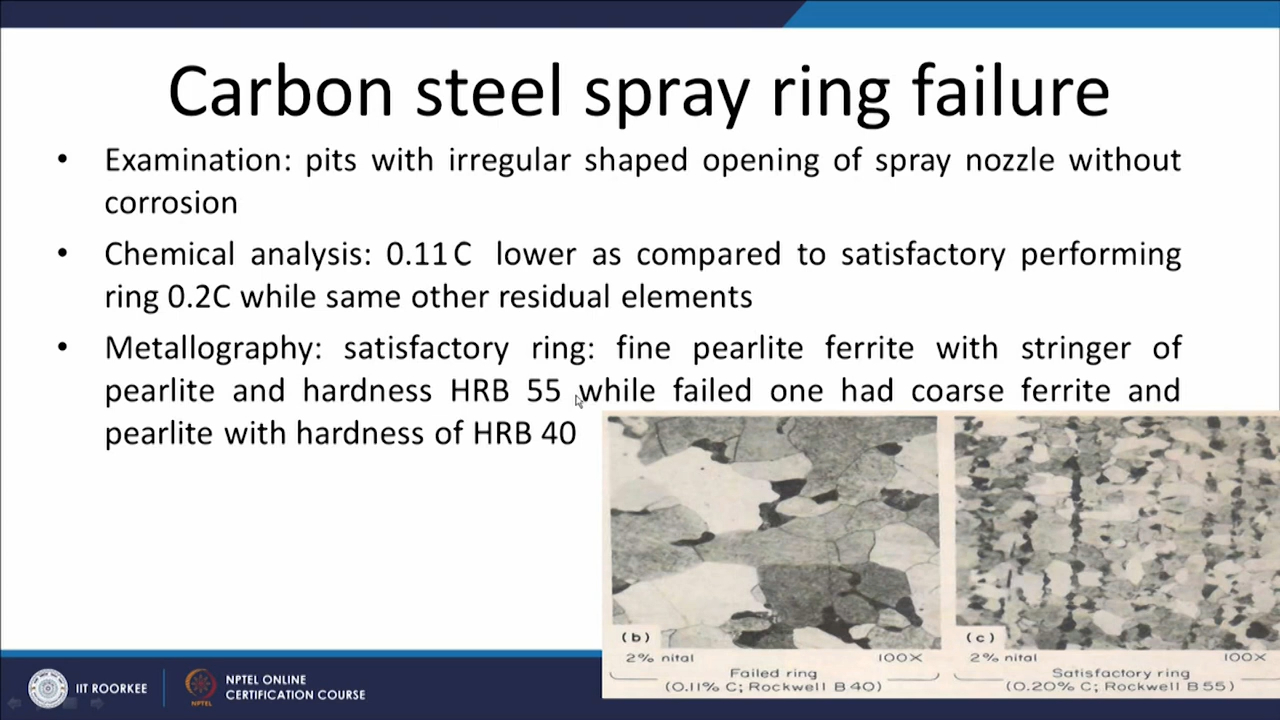 Carbon steel spray ring failure
• Examination: pits with irregular shaped opening of spray nozzle without
corrosion
• Chemical analysis: 0.11 C lower as compared to satisfactory performing
ring 0.2C while same other residual elements
• Metallography: satisfactory ring: fine pearlite ferrite with stringer of
pearlite and hardness HRB 55 while failed one had coarse ferrite and
pearlite with hardness of HRB 40
(b)
2% nital 100X
Failed ring
(0.11% C; Rockwell B 40)
(c)
2% nital 100X
Satisfactory ring
(0.20% C; Rockwell B 55)
IIT ROORKEE
NPTEL
NPTEL ONLINE
CERTIFICATION COURSE